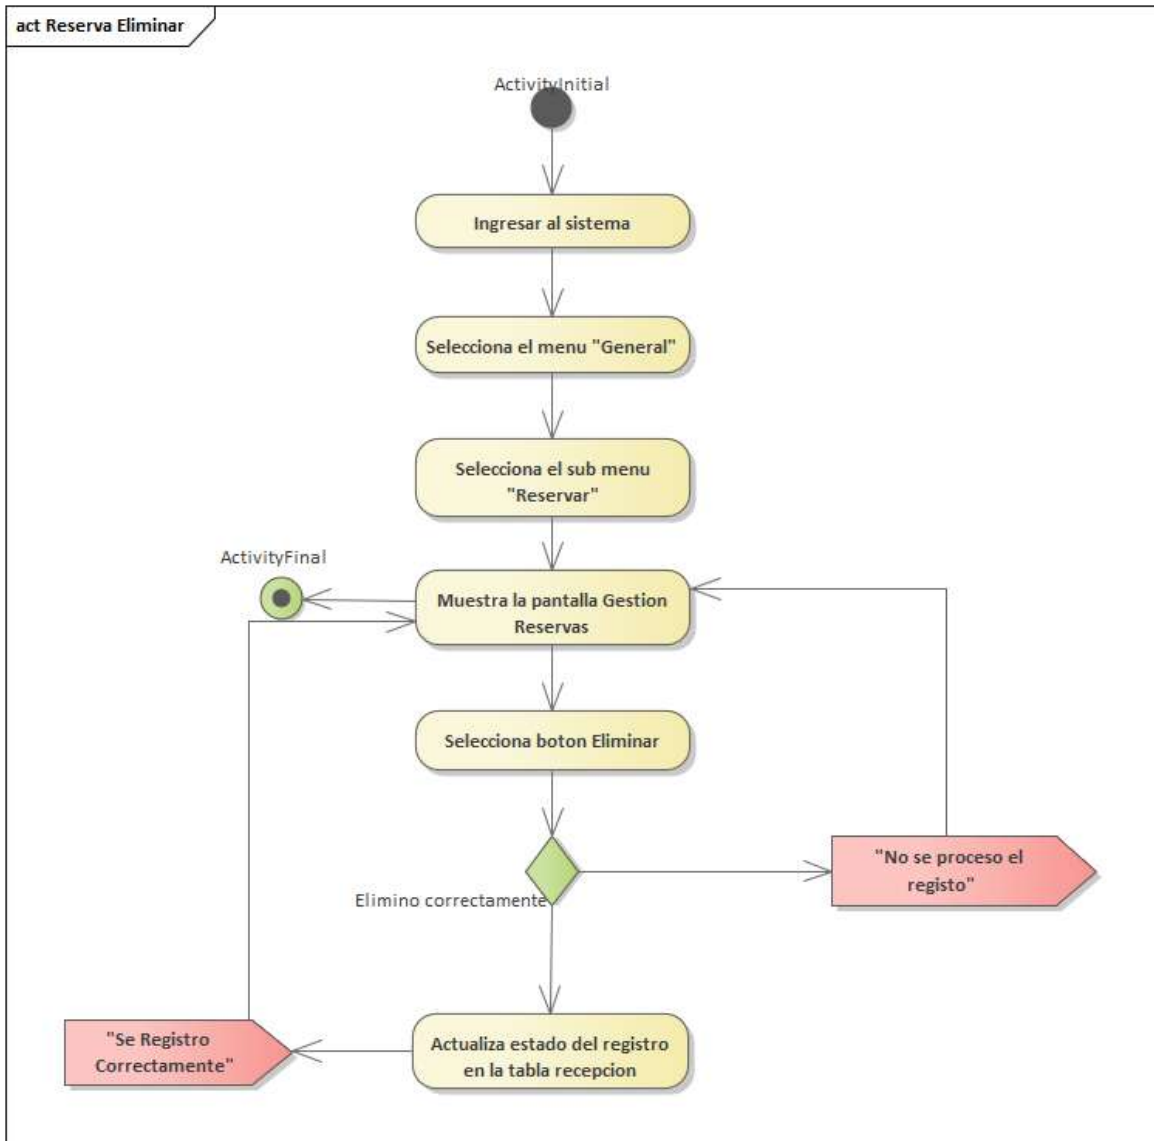 act Reserva Eliminar
ActivityInitial
Ingresar al sistema
Selecciona el menu "General"
Selecciona el sub menu
"Reservar"
ActivityFinal
Muestra la pantalla Gestion
Reservas
Selecciona boton Eliminar
"No se proceso el
registo"
Elimino correctamente
"Se Registro
Correctamente"
Actualiza estado del registro
en la tabla recepcion